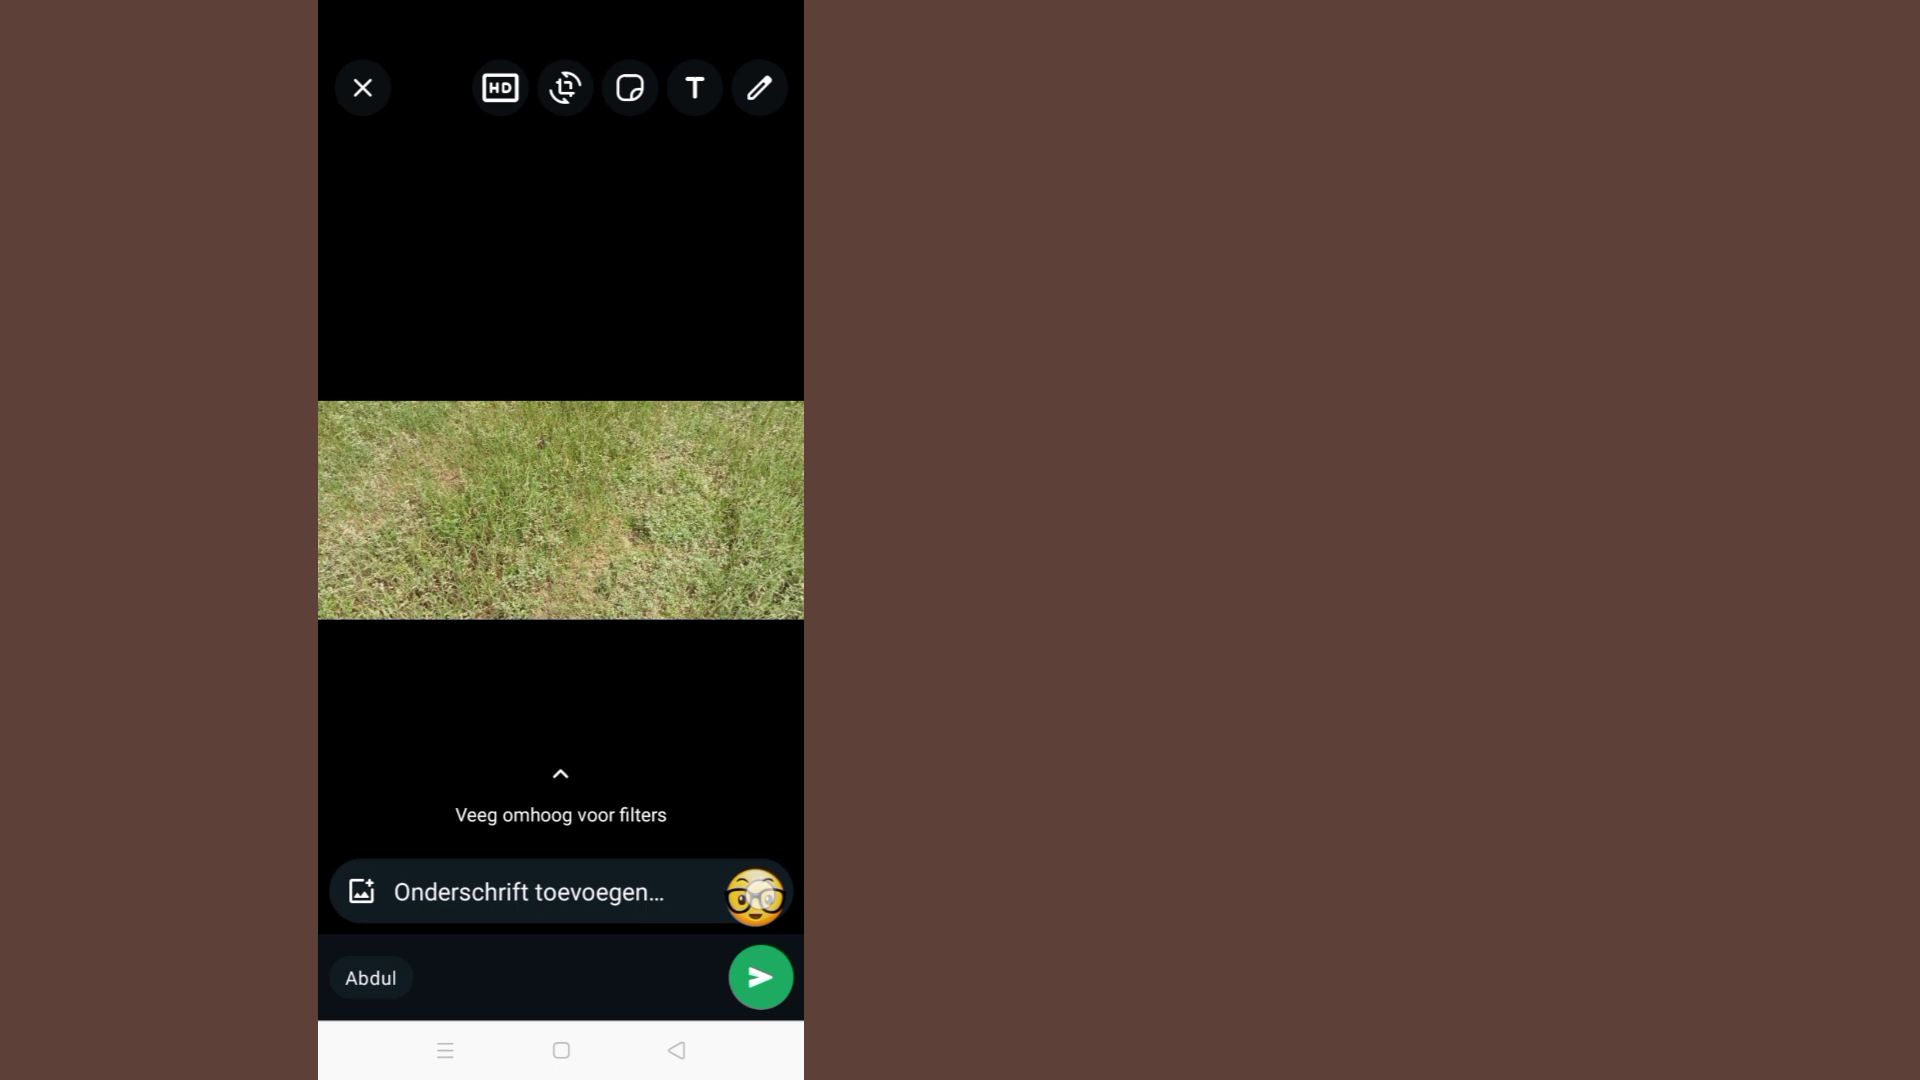 HD
T
Veeg omhoog voor filters
Onderschrift toevoegen...
Abdul